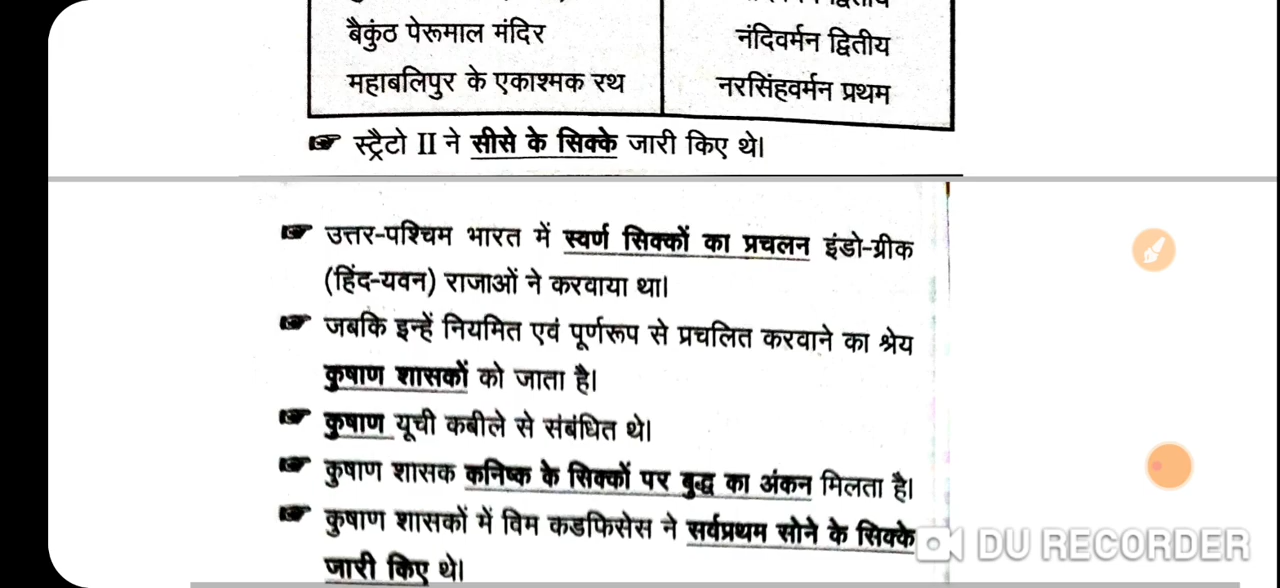 बैकुंठ पेरूमाल मंदिर
नंदिवर्मन द्वितीय
महाबलिपुर के एकाश्मक रथ
नरसिंहवर्मन प्रथम
☞ स्ट्रैटो II ने सीसे के सिक्के जारी किए थे।
☞ उत्तर-पश्चिम भारत में स्वर्ण सिक्कों का प्रचलन इंडो-ग्रीक
(हिंद-यवन) राजाओं ने करवाया था।
☞ जबकि इन्हें नियमित एवं पूर्णरूप से प्रचलित करवाने का श्रेय
कुषाण शासकों को जाता है।
☞ कुषाण यूची कबीले से संबंधित थे।
☞ कुषाण शासक कनिष्क के सिक्कों पर बुद्ध का अंकन मिलता है।
☞ कुषाण शासकों में विम कडफिसेस ने सर्वप्रथम सोने के सिक्के
जारी किए थे।
DU RECORDER